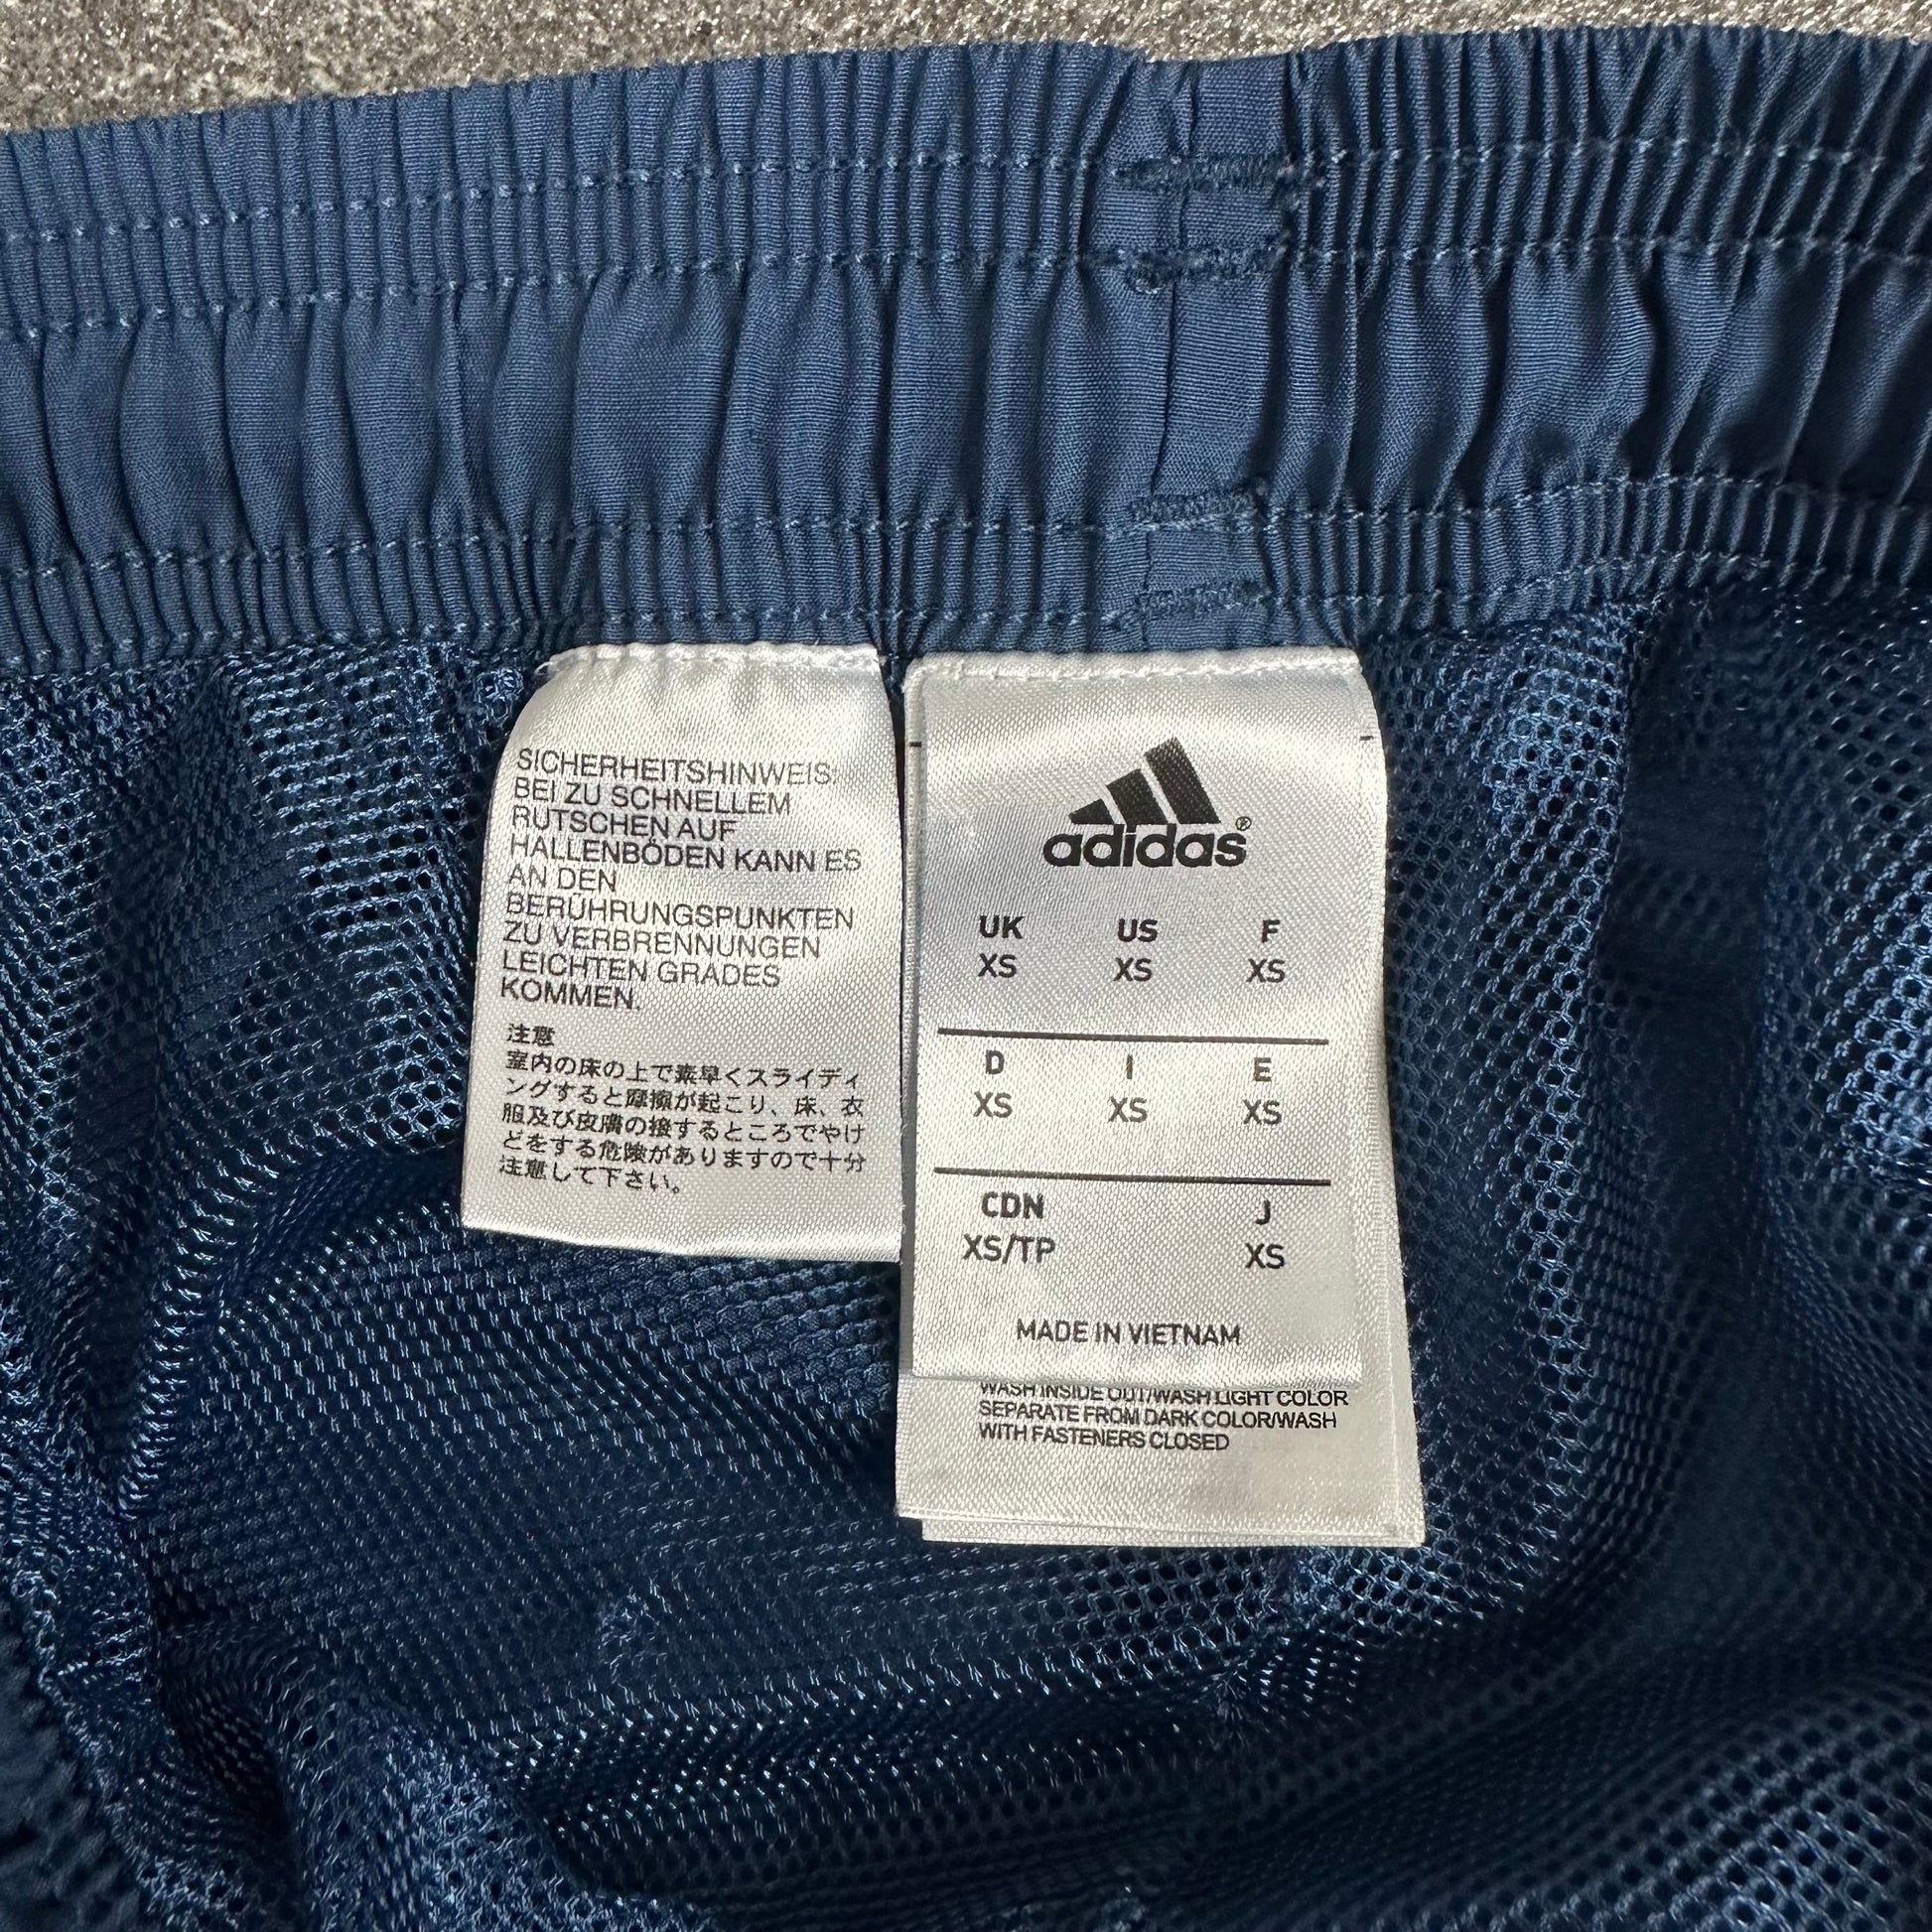 SICHERHEITSHINWEIS:
BEI ZU SCHNELLEM
RUTSCHEN AUF
HALLENBÖDEN KANN ES
AN DEN
BERÜHRUNGSPUNKTEN
ZU VERBRENNUNGEN
LEICHTEN GRADES
KOMMEN.
注意
室内の床の上で素早くスライディ
ングすると摩擦が起こり、床、衣
服及び皮膚の接するところでやけ
どをする危険がありますので十分
注意して下さい。
adidas®
UK US F
XS XS XS
D I E
XS XS XS
CDN J
XS/TP XS
MADE IN VIETNAM
WASH INSIDE OUT/WASH LIGHT COLOR
SEPARATE FROM DARK COLOR/WASH
WITH FASTENERS CLOSED